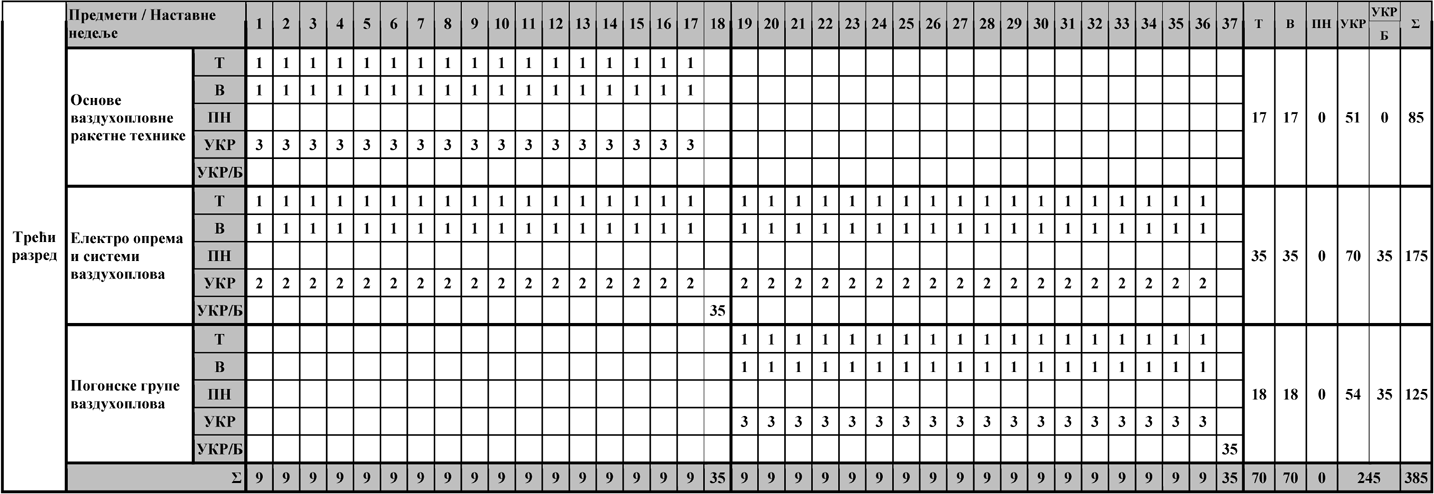 Предмети / Наставне недеље 1 2 3 4 5 6 7 8 9 10 11 12 13 14 15 16 17 18 19 20 21 22 23 24 25 26 27 28 29 30 31 32 33 34 35 36 37 Т В ПН УКР УКР Б Σ
Трећи разред
Основе ваздухопловне ракетне технике
Т 1 1 1 1 1 1 1 1 1 1 1 1 1 1 1 1 1
В 1 1 1 1 1 1 1 1 1 1 1 1 1 1 1 1 1
ПН
УКР 3 3 3 3 3 3 3 3 3 3 3 3 3 3 3 3 3
УКР/Б
17 17 0 51 0 85
Електро опрема и системи ваздухоплова
Т 1 1 1 1 1 1 1 1 1 1 1 1 1 1 1 1 1 1 1 1 1 1 1 1 1 1 1 1 1 1 1 1 1 1 1
В 1 1 1 1 1 1 1 1 1 1 1 1 1 1 1 1 1 1 1 1 1 1 1 1 1 1 1 1 1 1 1 1 1 1 1
ПН
УКР 2 2 2 2 2 2 2 2 2 2 2 2 2 2 2 2 2 2 2 2 2 2 2 2 2 2 2 2 2 2 2 2 2 2 2
УКР/Б 35
35 35 0 70 35 175
Погонске групе ваздухоплова
Т 1 1 1 1 1 1 1 1 1 1 1 1 1 1 1 1 1 1
В 1 1 1 1 1 1 1 1 1 1 1 1 1 1 1 1 1 1
ПН
УКР 3 3 3 3 3 3 3 3 3 3 3 3 3 3 3 3 3 3
УКР/Б 35
18 18 0 54 35 125
Σ 9 9 9 9 9 9 9 9 9 9 9 9 9 9 9 9 9 35 9 9 9 9 9 9 9 9 9 9 9 9 9 9 9 9 9 9 35 70 70 0 245 385